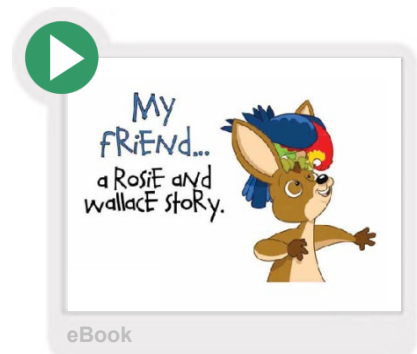 My
FRiENd...
a RosiE aNd
wallacE stoRy.
eBook